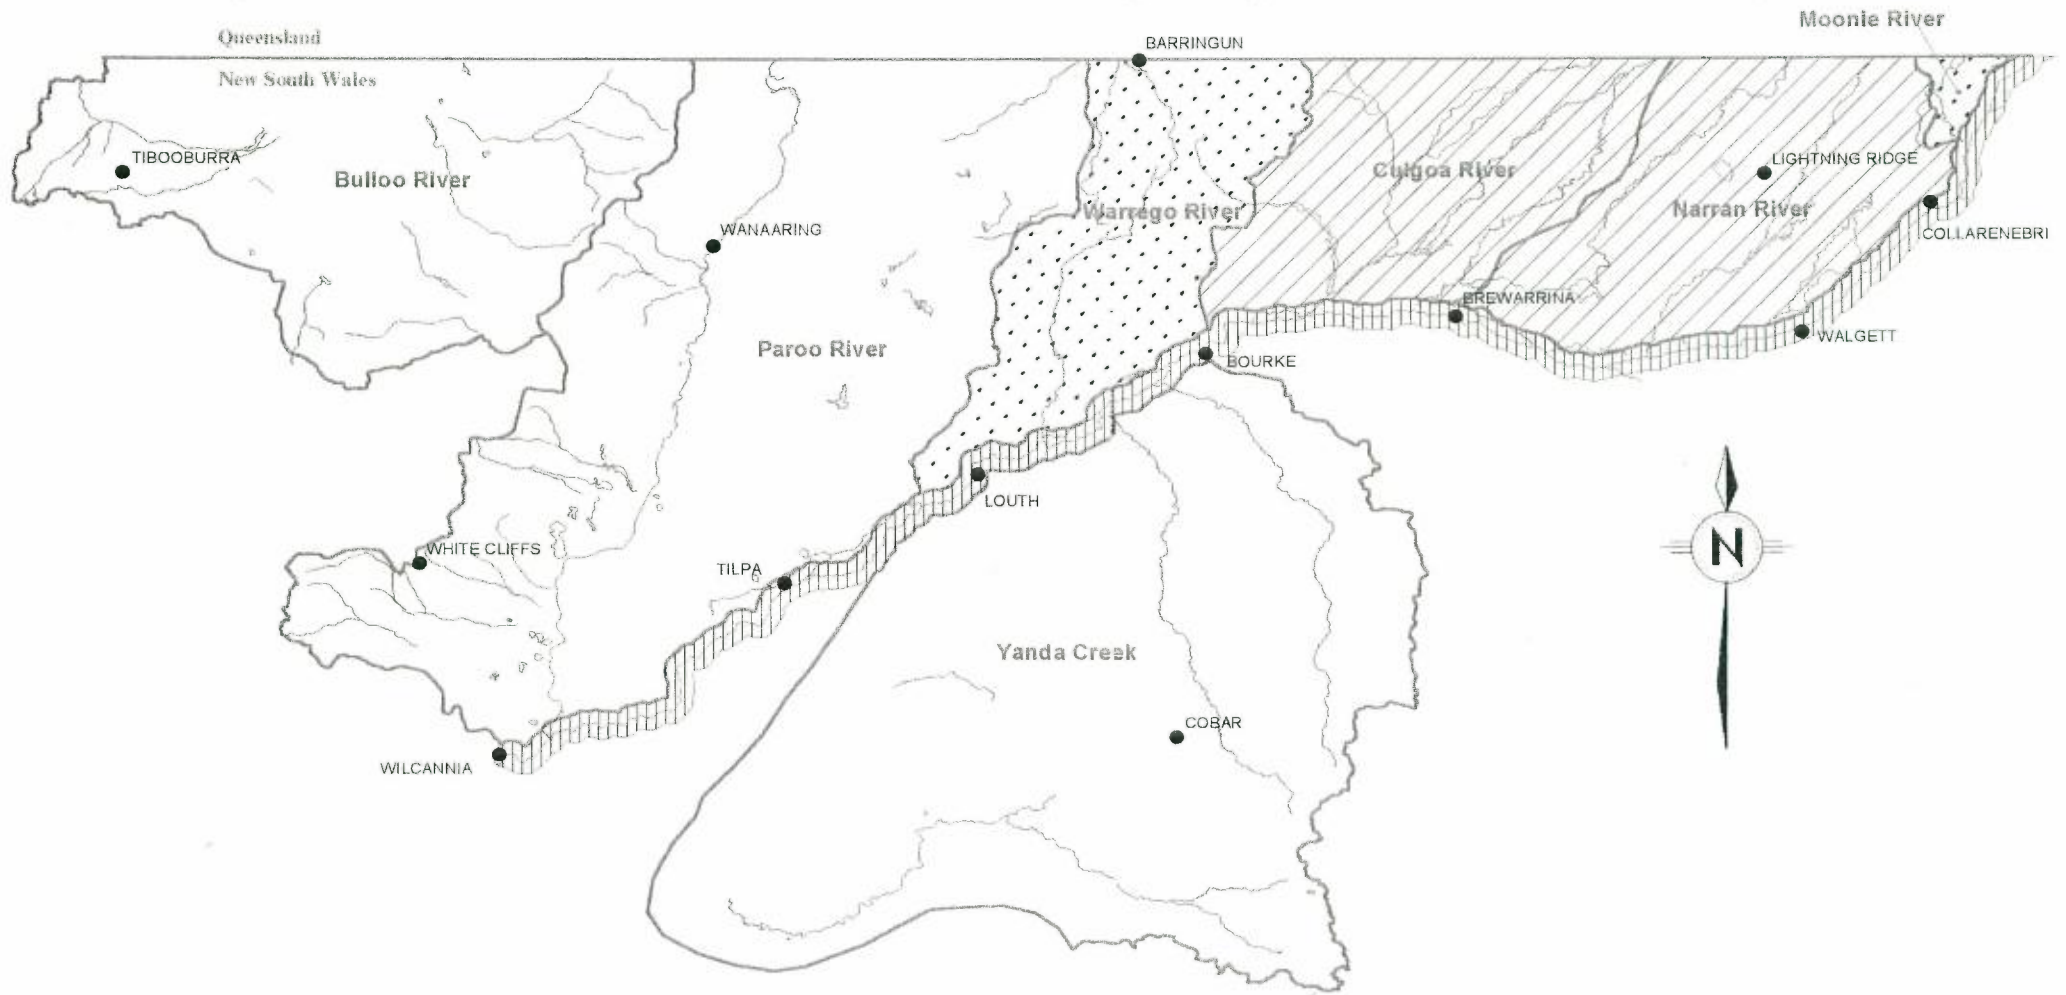 Moonie River
Queensland
BARRINGUN
New South Wales
TIBOOBURRA
LIGHTNING RIDGE
Bulloo River
Culgoa River
Warrego River
Narran River
WANAARING
COLLARENEBRI
BREWARRINA
WALGETT
Paroo River
BOURKE
LOUTH
WHITE CLIFFS
N
TILPA
Yanda Creek
COBAR
WILCANNIA